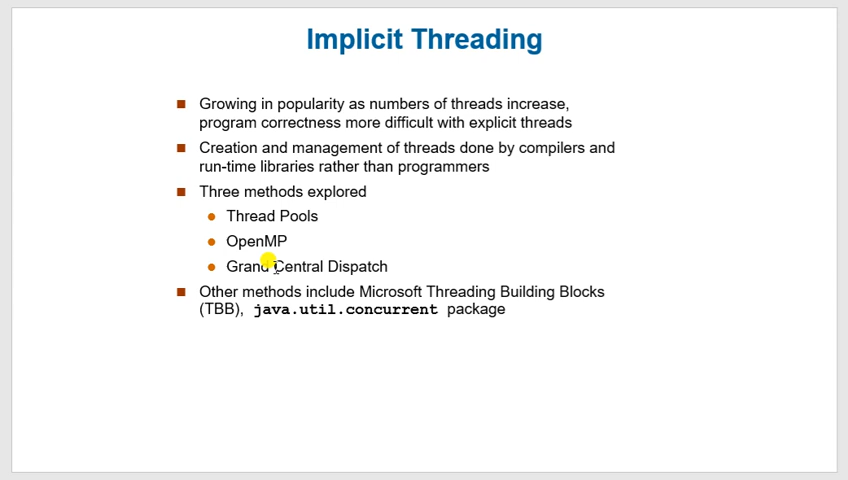 Implicit Threading
Growing in popularity as numbers of threads increase,
program correctness more difficult with explicit threads
Creation and management of threads done by compilers and
run-time libraries rather than programmers
Three methods explored
Thread Pools
OpenMP
Grand Central Dispatch
Other methods include Microsoft Threading Building Blocks
(TBB), java.util.concurrent package